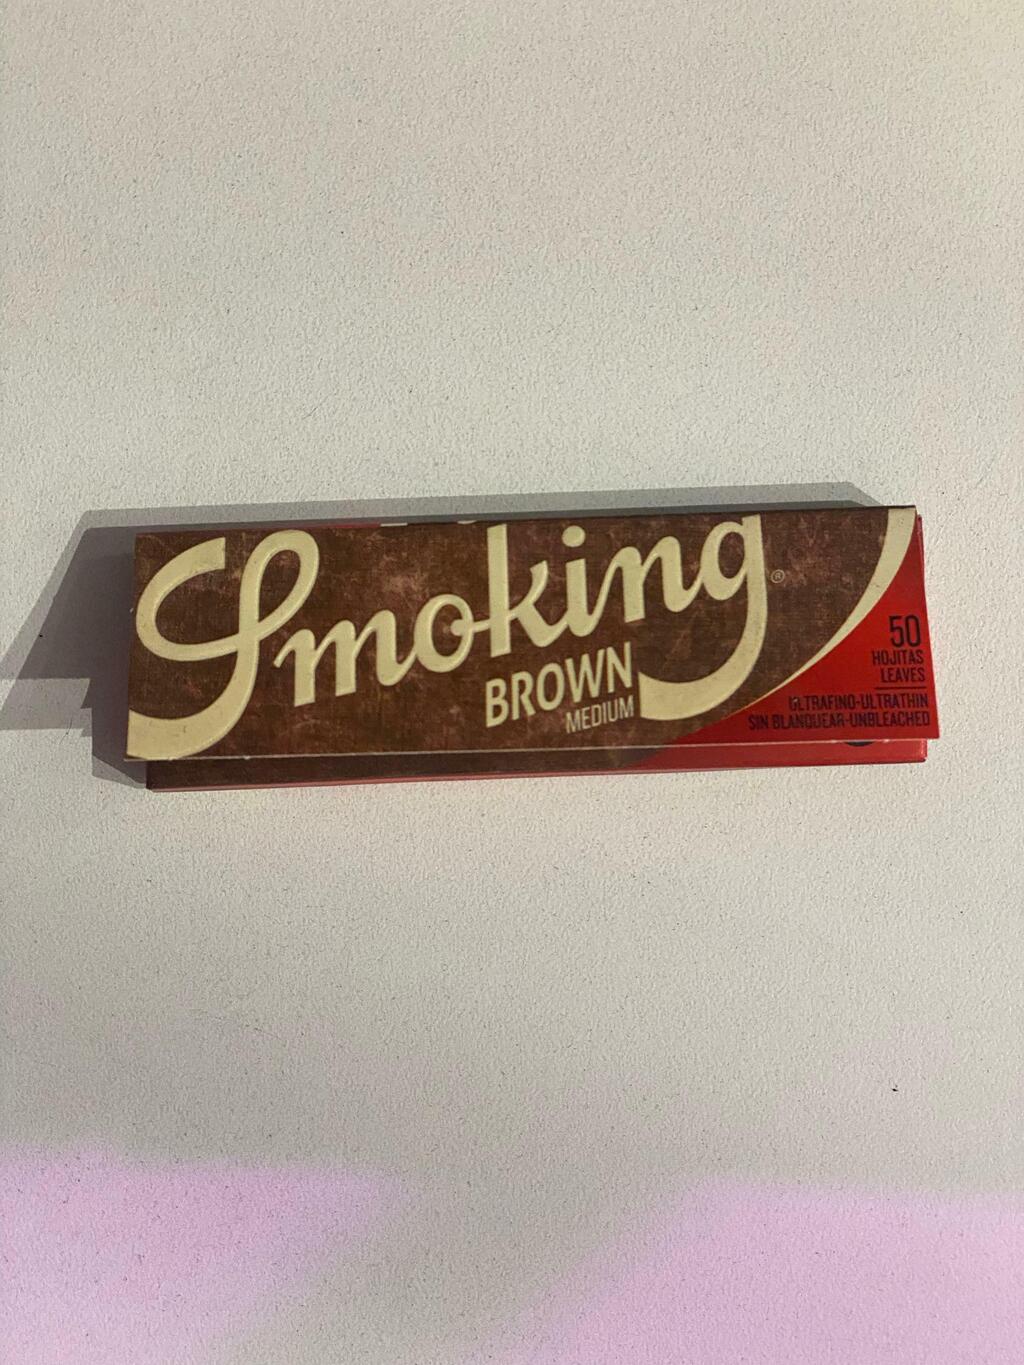 Smoking®
BROWN
MEDIUM
50
HOJITAS
LEAVES
ULTRAFINO-ULTRATHIN
SIN BLANQUEAR-UNBLEACHED